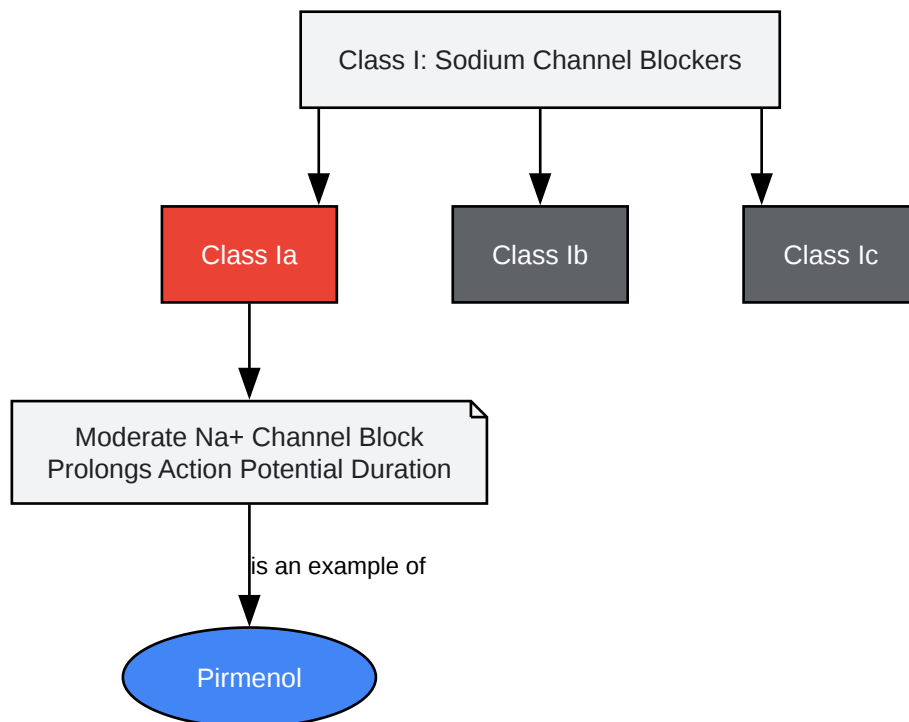 Class I: Sodium Channel Blockers
Class Ia
Class Ib
Class Ic
Moderate Na+ Channel Block
Prolongs Action Potential Duration
is an example of
Pirmenol